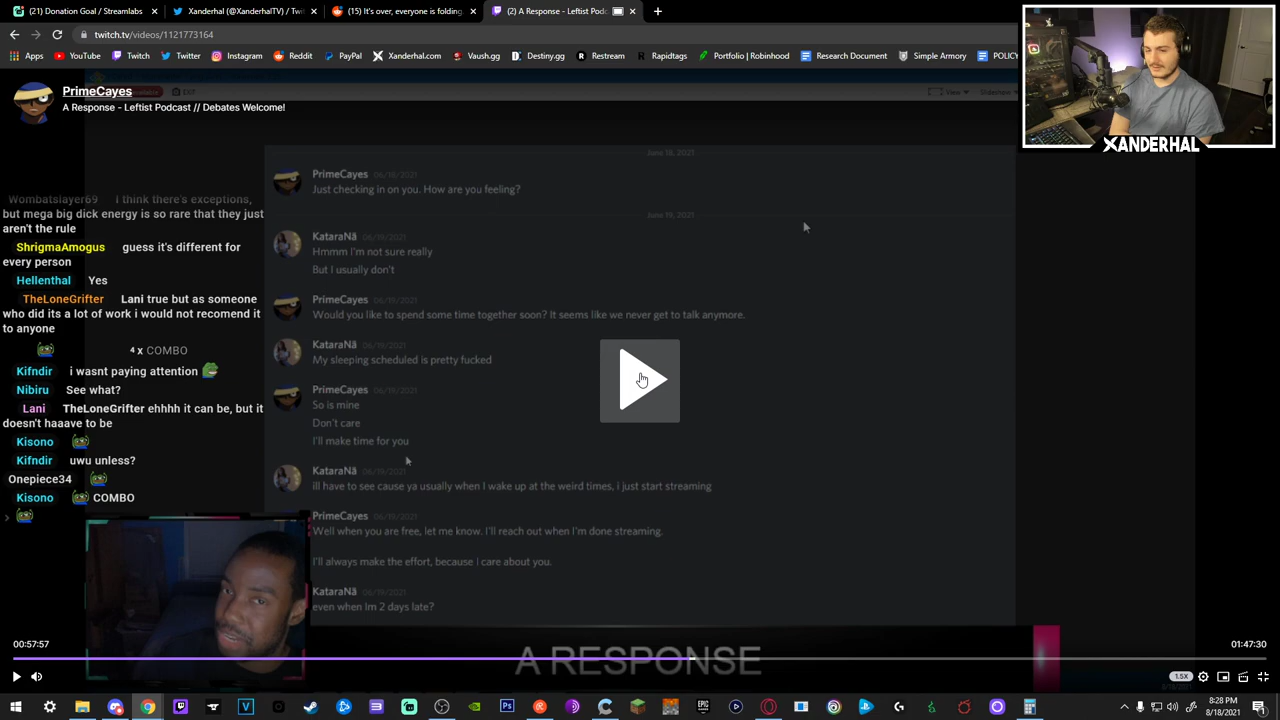 (21) Donation Goal / Streamlabs
Xanderhal (@XanderhalTV) / Twit
(15) It's over, everyone is folding.
(2) A Response - Leftist Pod
twitch.tv/videos/1121773164
Apps
YouTube
Twitch
Twitter
Instagram
Reddit
PayPal
Xanderhal.com
Vaush.gg
Destiny.gg
Restream
Rapidtags
Portfolio | Robinhood
Research Document
Simple Armory
POLICY
PrimeCayes
A Response - Leftist Podcast // Debates Welcome!
EXIT
View
Slideshow
XANDERHAL
Wombatslayer69 I think there's exceptions,
but mega big dick energy is so rare that they just
aren't the rule
ShrigmaAmogus guess it's different for
every person
Hellenthal Yes
TheLoneGrifter Lani true but as someone
who did its a lot of work i would not recomend it
to anyone
4 x COMBO
Kifndir i wasnt paying attention
Nibiru See what?
Lani TheLoneGrifter ehhhh it can be, but it
doesn't haaave to be
Kisono
Kifndir uwu unless?
Onepiece34
Kisono COMBO
June 18, 2021
PrimeCayes 06/18/2021
Just checking in on you. How are you feeling?
June 19, 2021
KataraNä 06/19/2021
Hmmm I'm not sure really
But I usually don't
PrimeCayes 06/19/2021
Would you like to spend some time together soon? It seems like we never get to talk anymore.
KataraNä 06/19/2021
My sleeping scheduled is pretty fucked
PrimeCayes 06/19/2021
So is mine
Don't care
I'll make time for you
KataraNä 06/19/2021
ill have to see cause ya usually when I wake up at the weird times, i just start streaming
PrimeCayes 06/19/2021
Well when you are free, let me know. I'll reach out when I'm done streaming.
I'll always make the effort, because I care about you.
KataraNä 06/19/2021
even when Im 2 days late?
00:57:57
01:47:30
A RESPONSE
1.5X
8:28 PM
8/18/2021